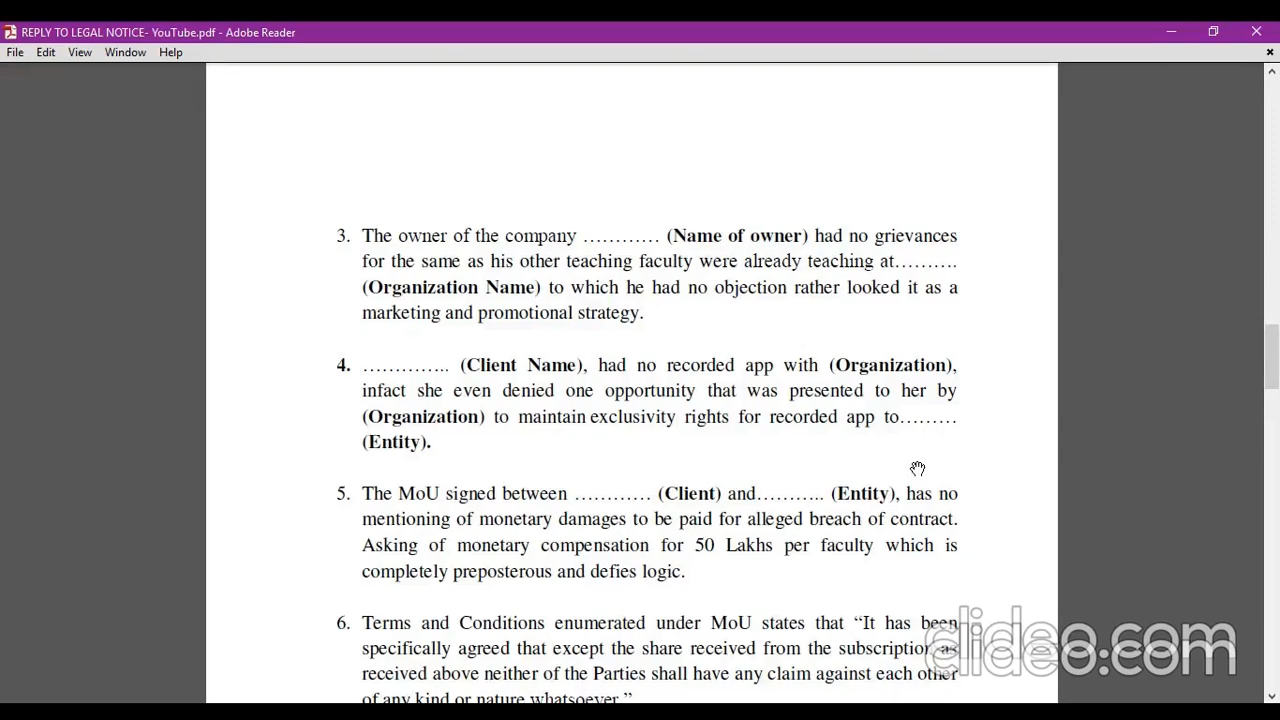 REPLY TO LEGAL NOTICE- YouTube.pdf - Adobe Reader
File Edit View Window Help
3. The owner of the company ………… (Name of owner) had no grievances
for the same as his other teaching faculty were already teaching at……….
(Organization Name) to which he had no objection rather looked it as a
marketing and promotional strategy.
4. ………….. (Client Name), had no recorded app with (Organization),
infact she even denied one opportunity that was presented to her by
(Organization) to maintain exclusivity rights for recorded app to………
(Entity).
5. The MoU signed between ………… (Client) and……….. (Entity), has no
mentioning of monetary damages to be paid for alleged breach of contract.
Asking of monetary compensation for 50 Lakhs per faculty which is
completely preposterous and defies logic.
6. Terms and Conditions enumerated under MoU states that “It has been
specifically agreed that except the share received from the subscription as
received above neither of the Parties shall have any claim against each other
of any kind or nature whatsoever.”
clideo.com